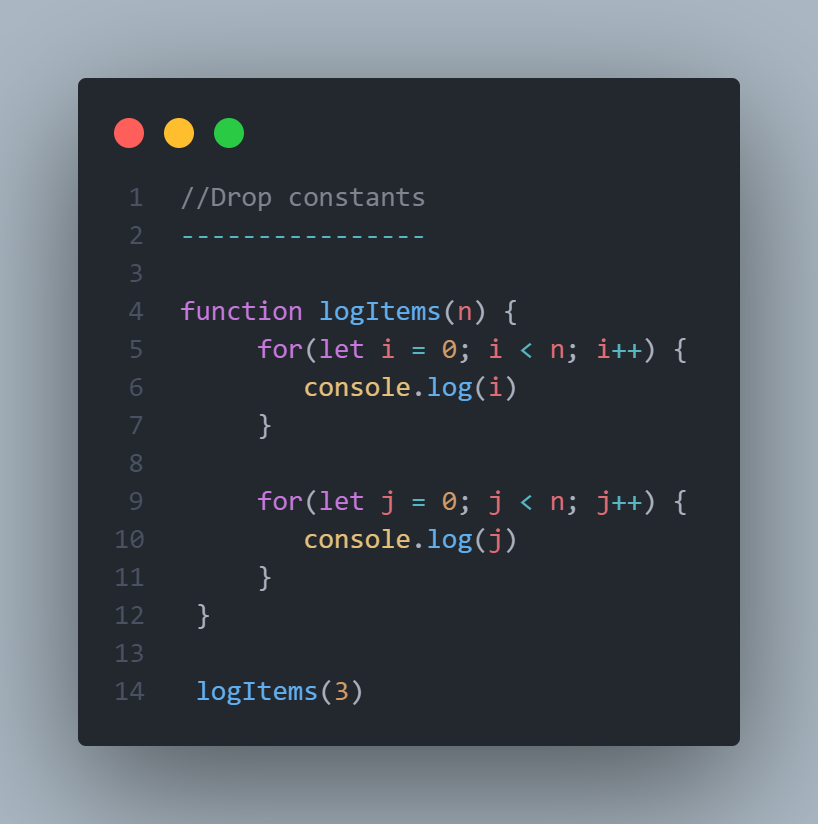 1 //Drop constants
2 ----------------
3
4 function logItems(n) {
5      for(let i = 0; i < n; i++) {
6         console.log(i)
7      }
8
9      for(let j = 0; j < n; j++) {
10         console.log(j)
11      }
12  }
13
14  logItems(3)